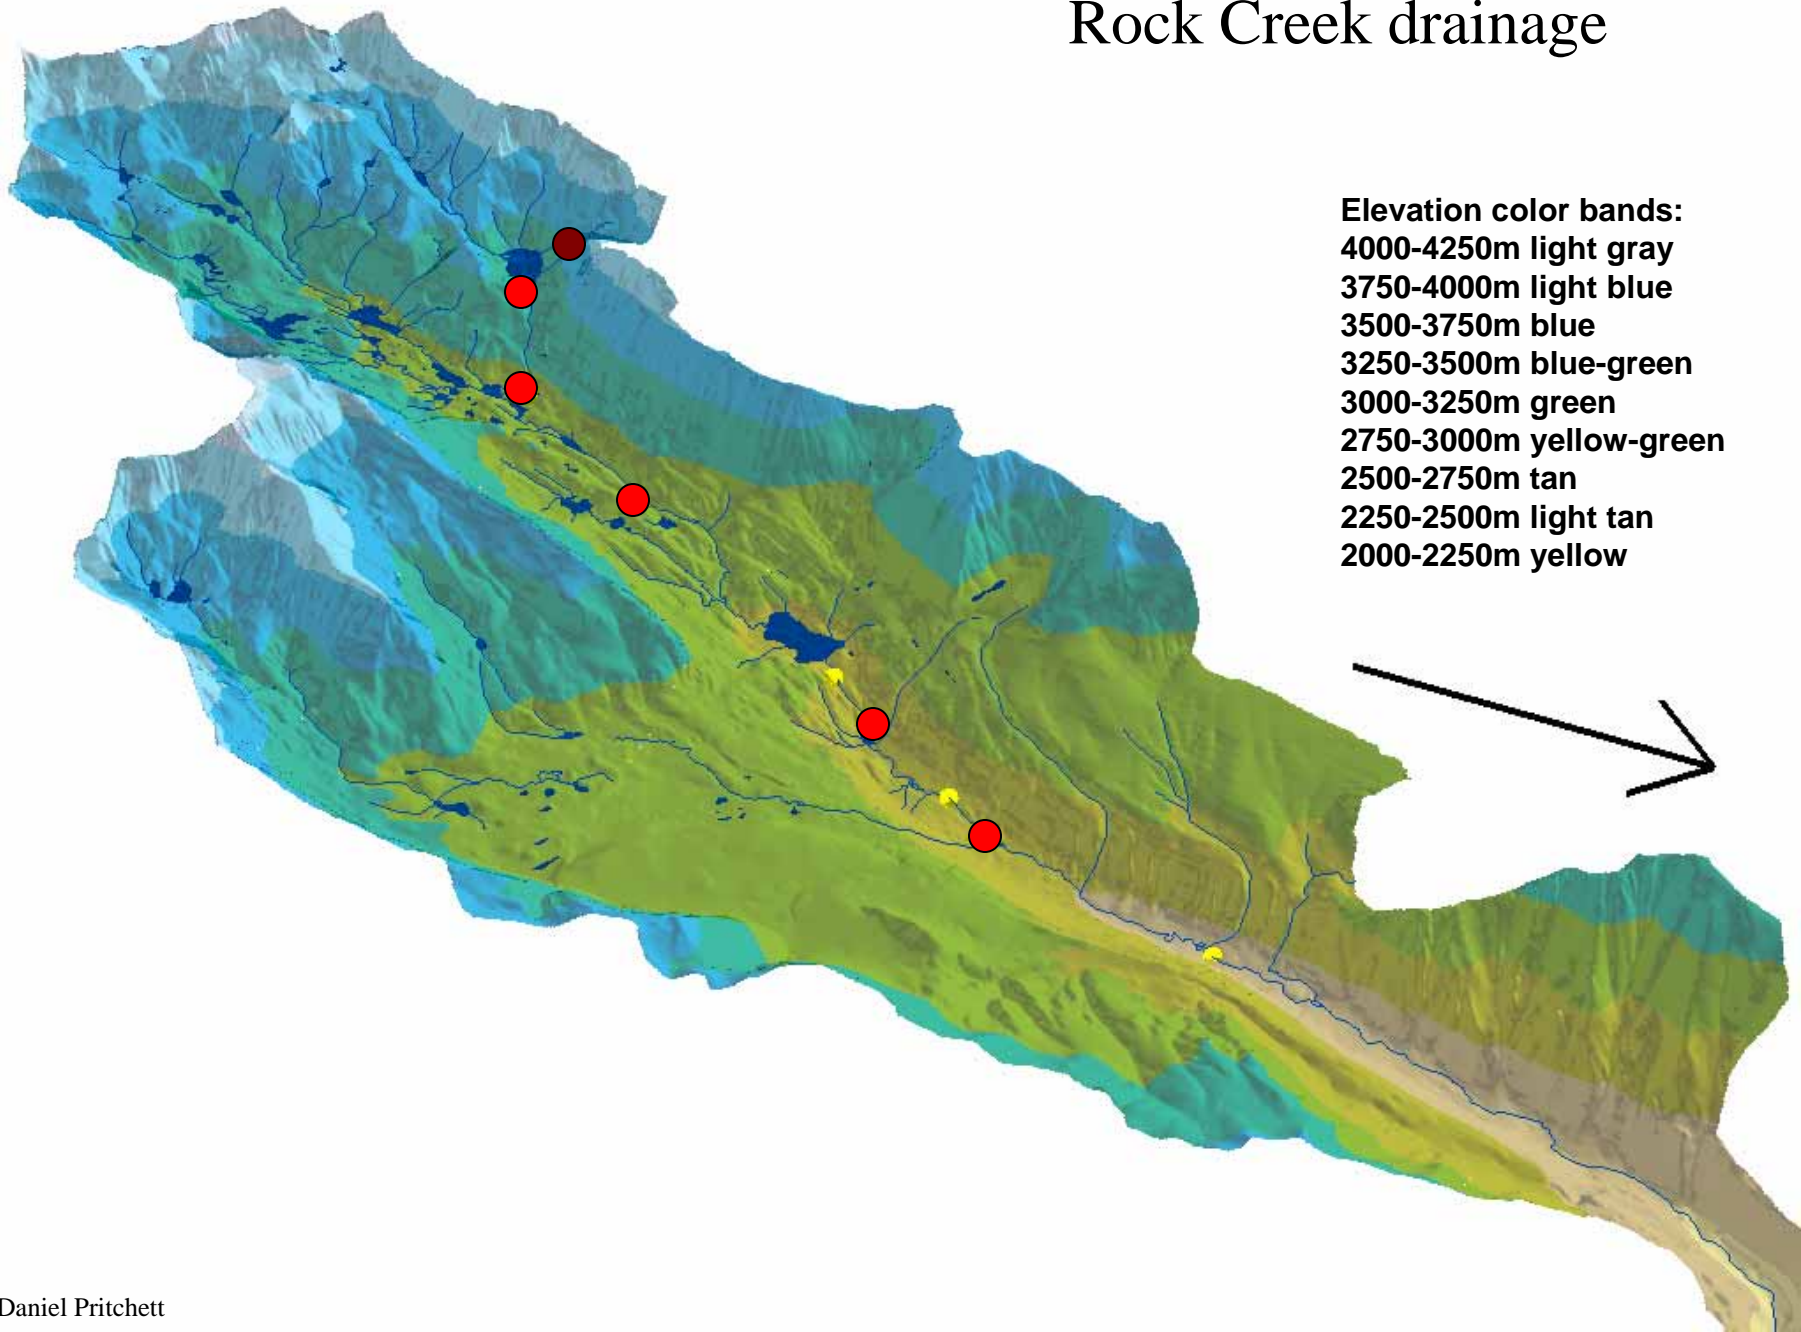 Rock Creek drainage
Elevation color bands:
4000-4250m light gray
3750-4000m light blue
3500-3750m blue
3250-3500m blue-green
3000-3250m green
2750-3000m yellow-green
2500-2750m tan
2250-2500m light tan
2000-2250m yellow
Daniel Pritchett